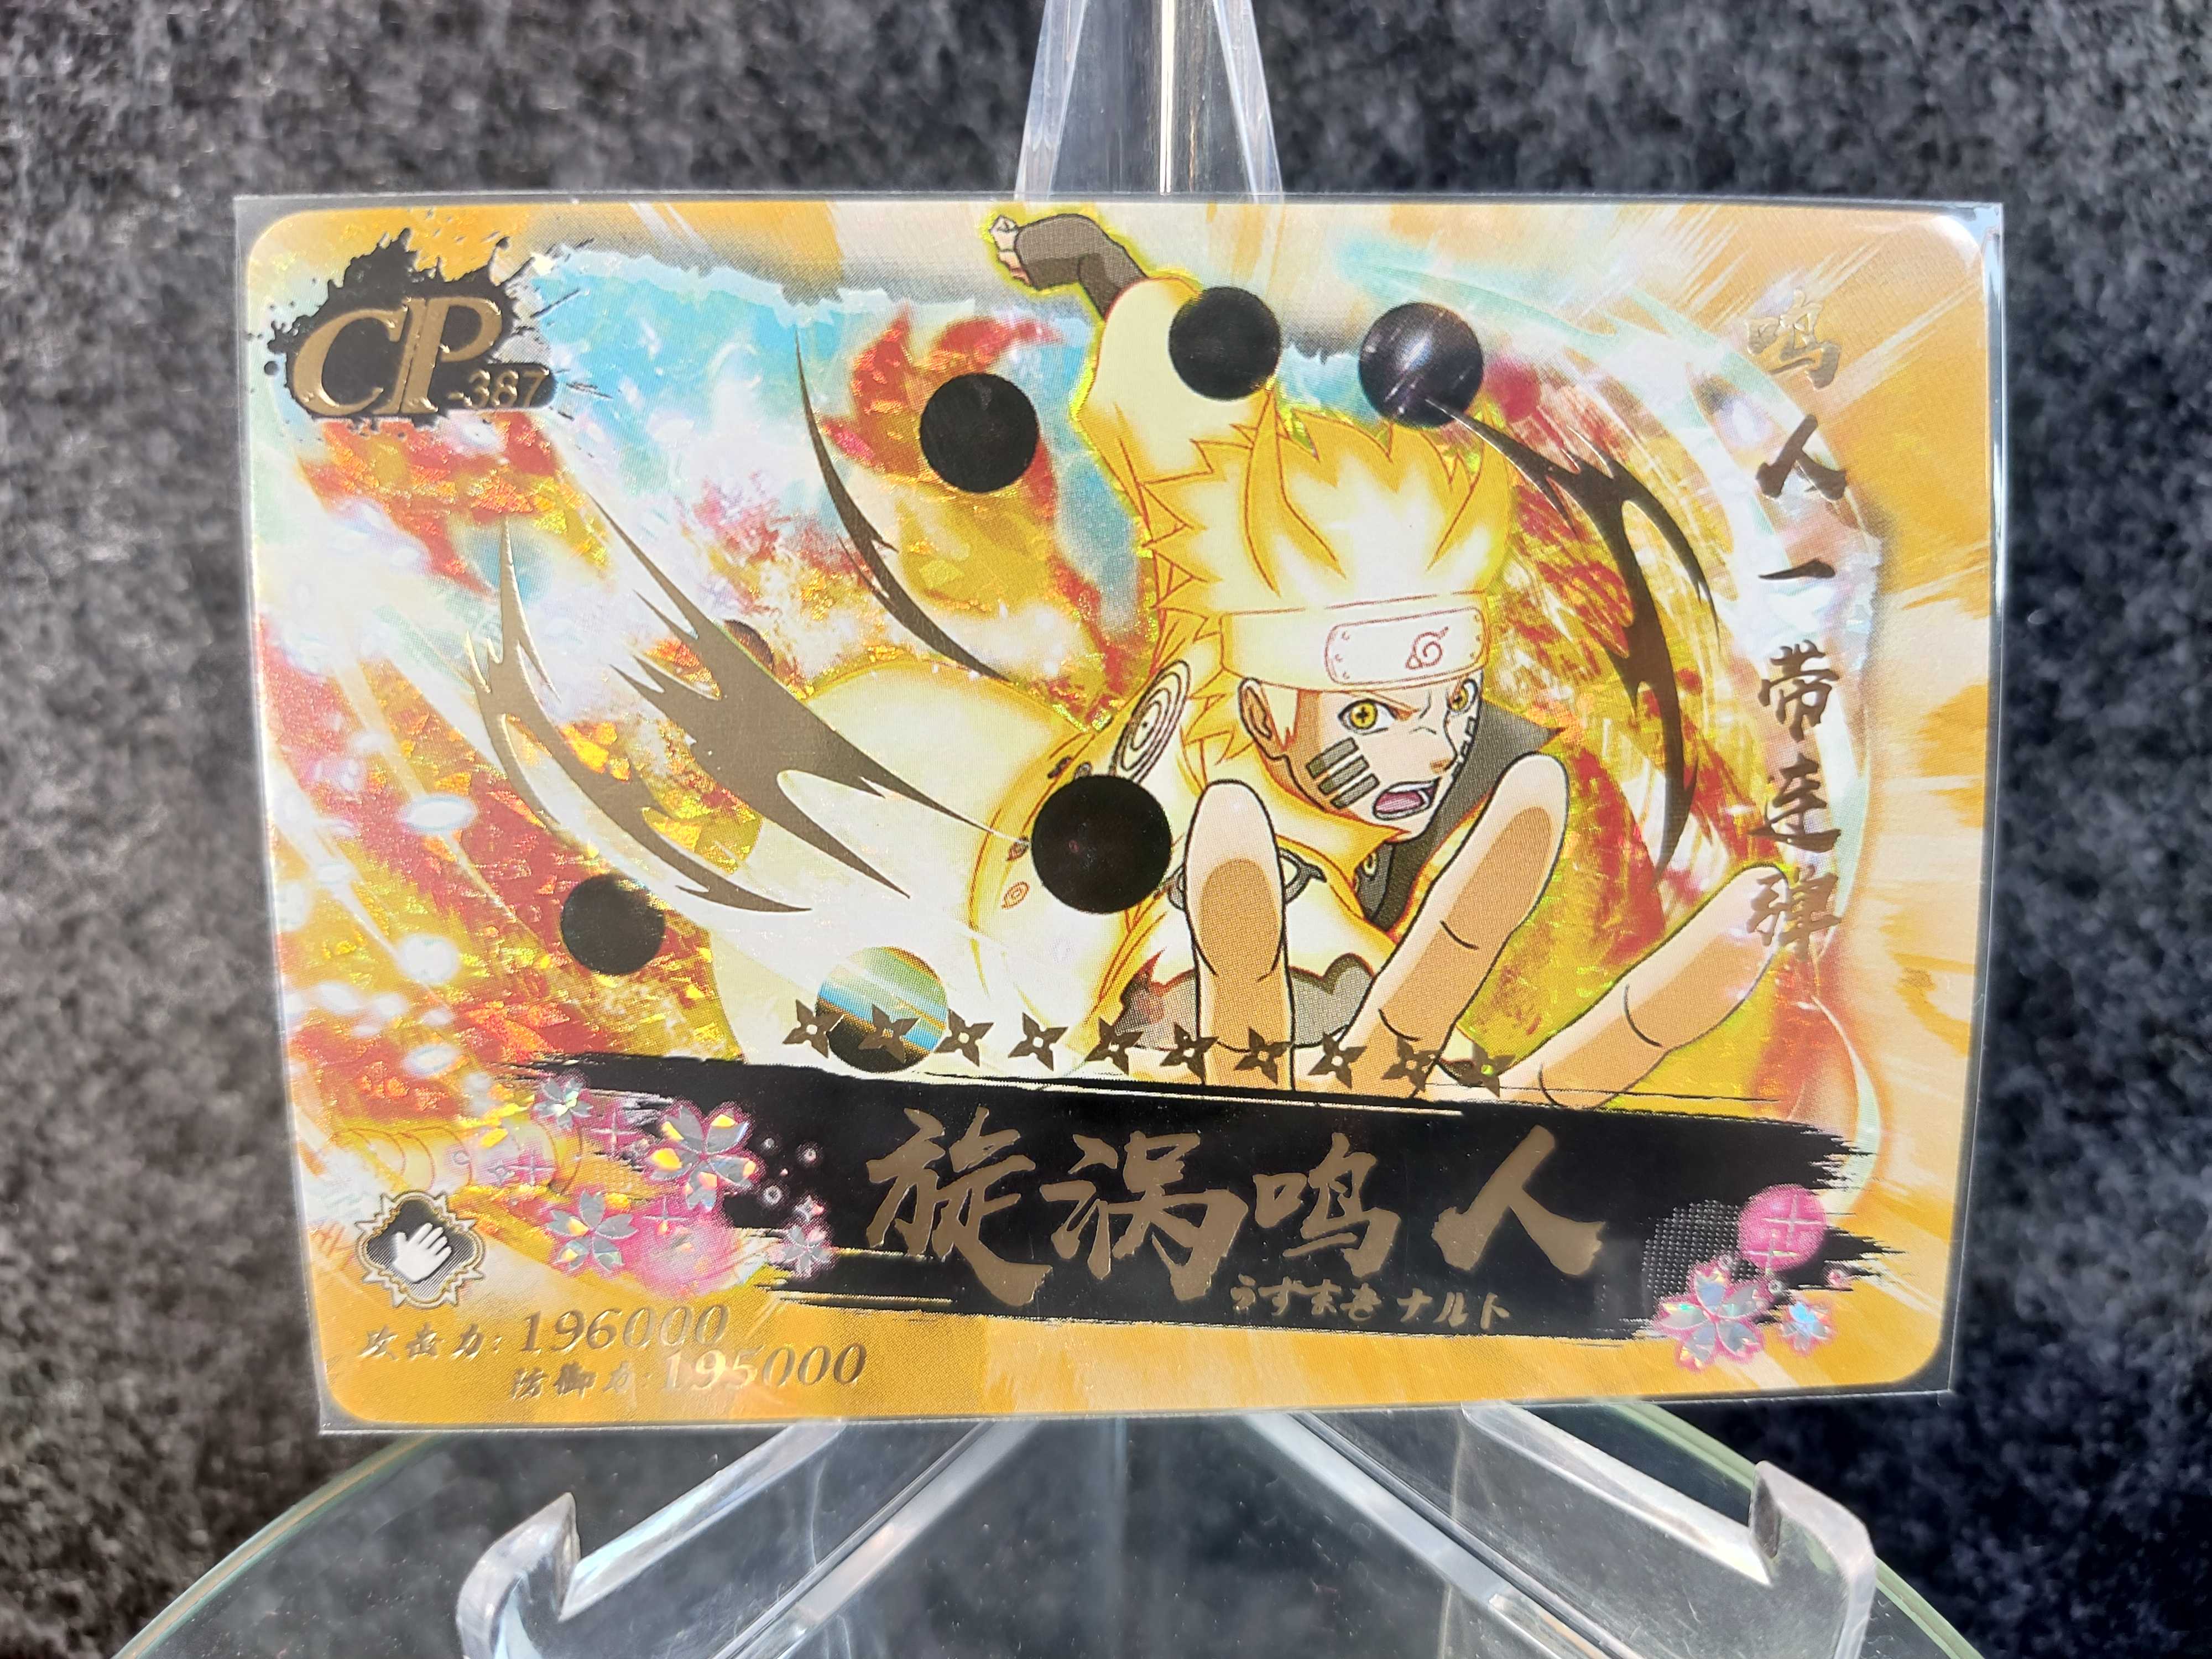 CP-387
鸣人一带连弹
旋涡鸣人
うずまきナルト
攻击力:196000
防御力:195000